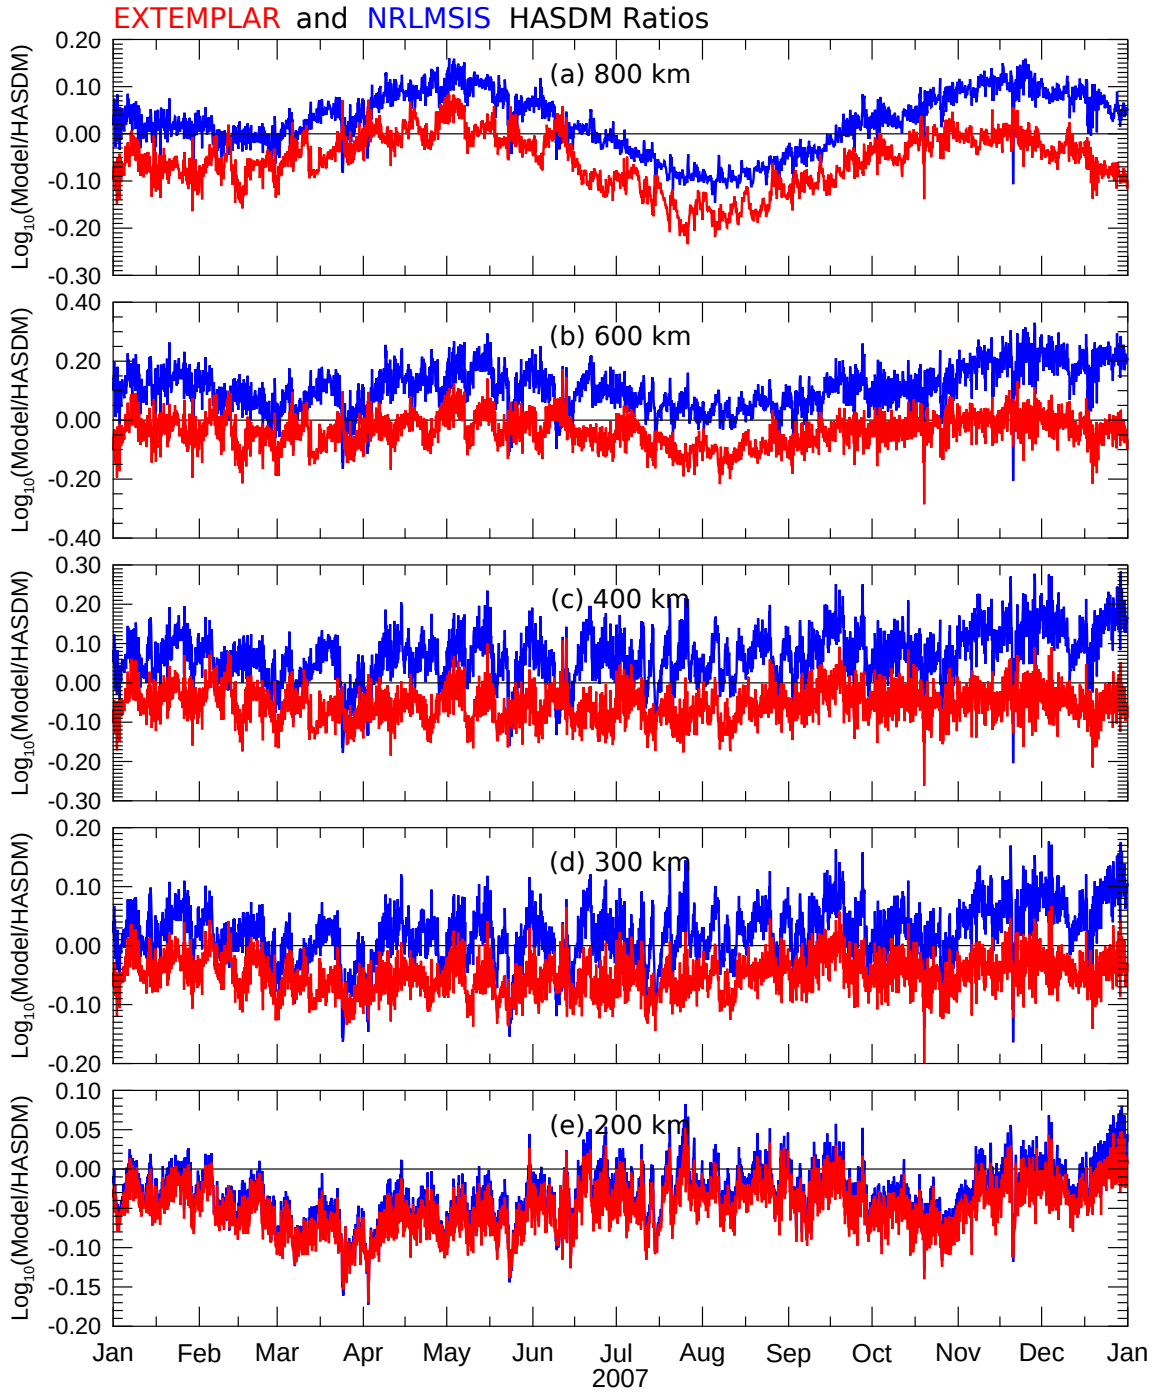 EXTEMPLAR and NRLMSIS HASDM Ratios
(a) 800 km
Log₁₀(Model/HASDM)
0.20
0.10
0.00
-0.10
-0.20
-0.30
(b) 600 km
Log₁₀(Model/HASDM)
0.40
0.20
0.00
-0.20
-0.40
(c) 400 km
Log₁₀(Model/HASDM)
0.30
0.20
0.10
0.00
-0.10
-0.20
-0.30
(d) 300 km
Log₁₀(Model/HASDM)
0.20
0.10
0.00
-0.10
-0.20
(e) 200 km
Log₁₀(Model/HASDM)
0.10
0.05
0.00
-0.05
-0.10
-0.15
-0.20
Jan Feb Mar Apr May Jun Jul Aug Sep Oct Nov Dec Jan
2007